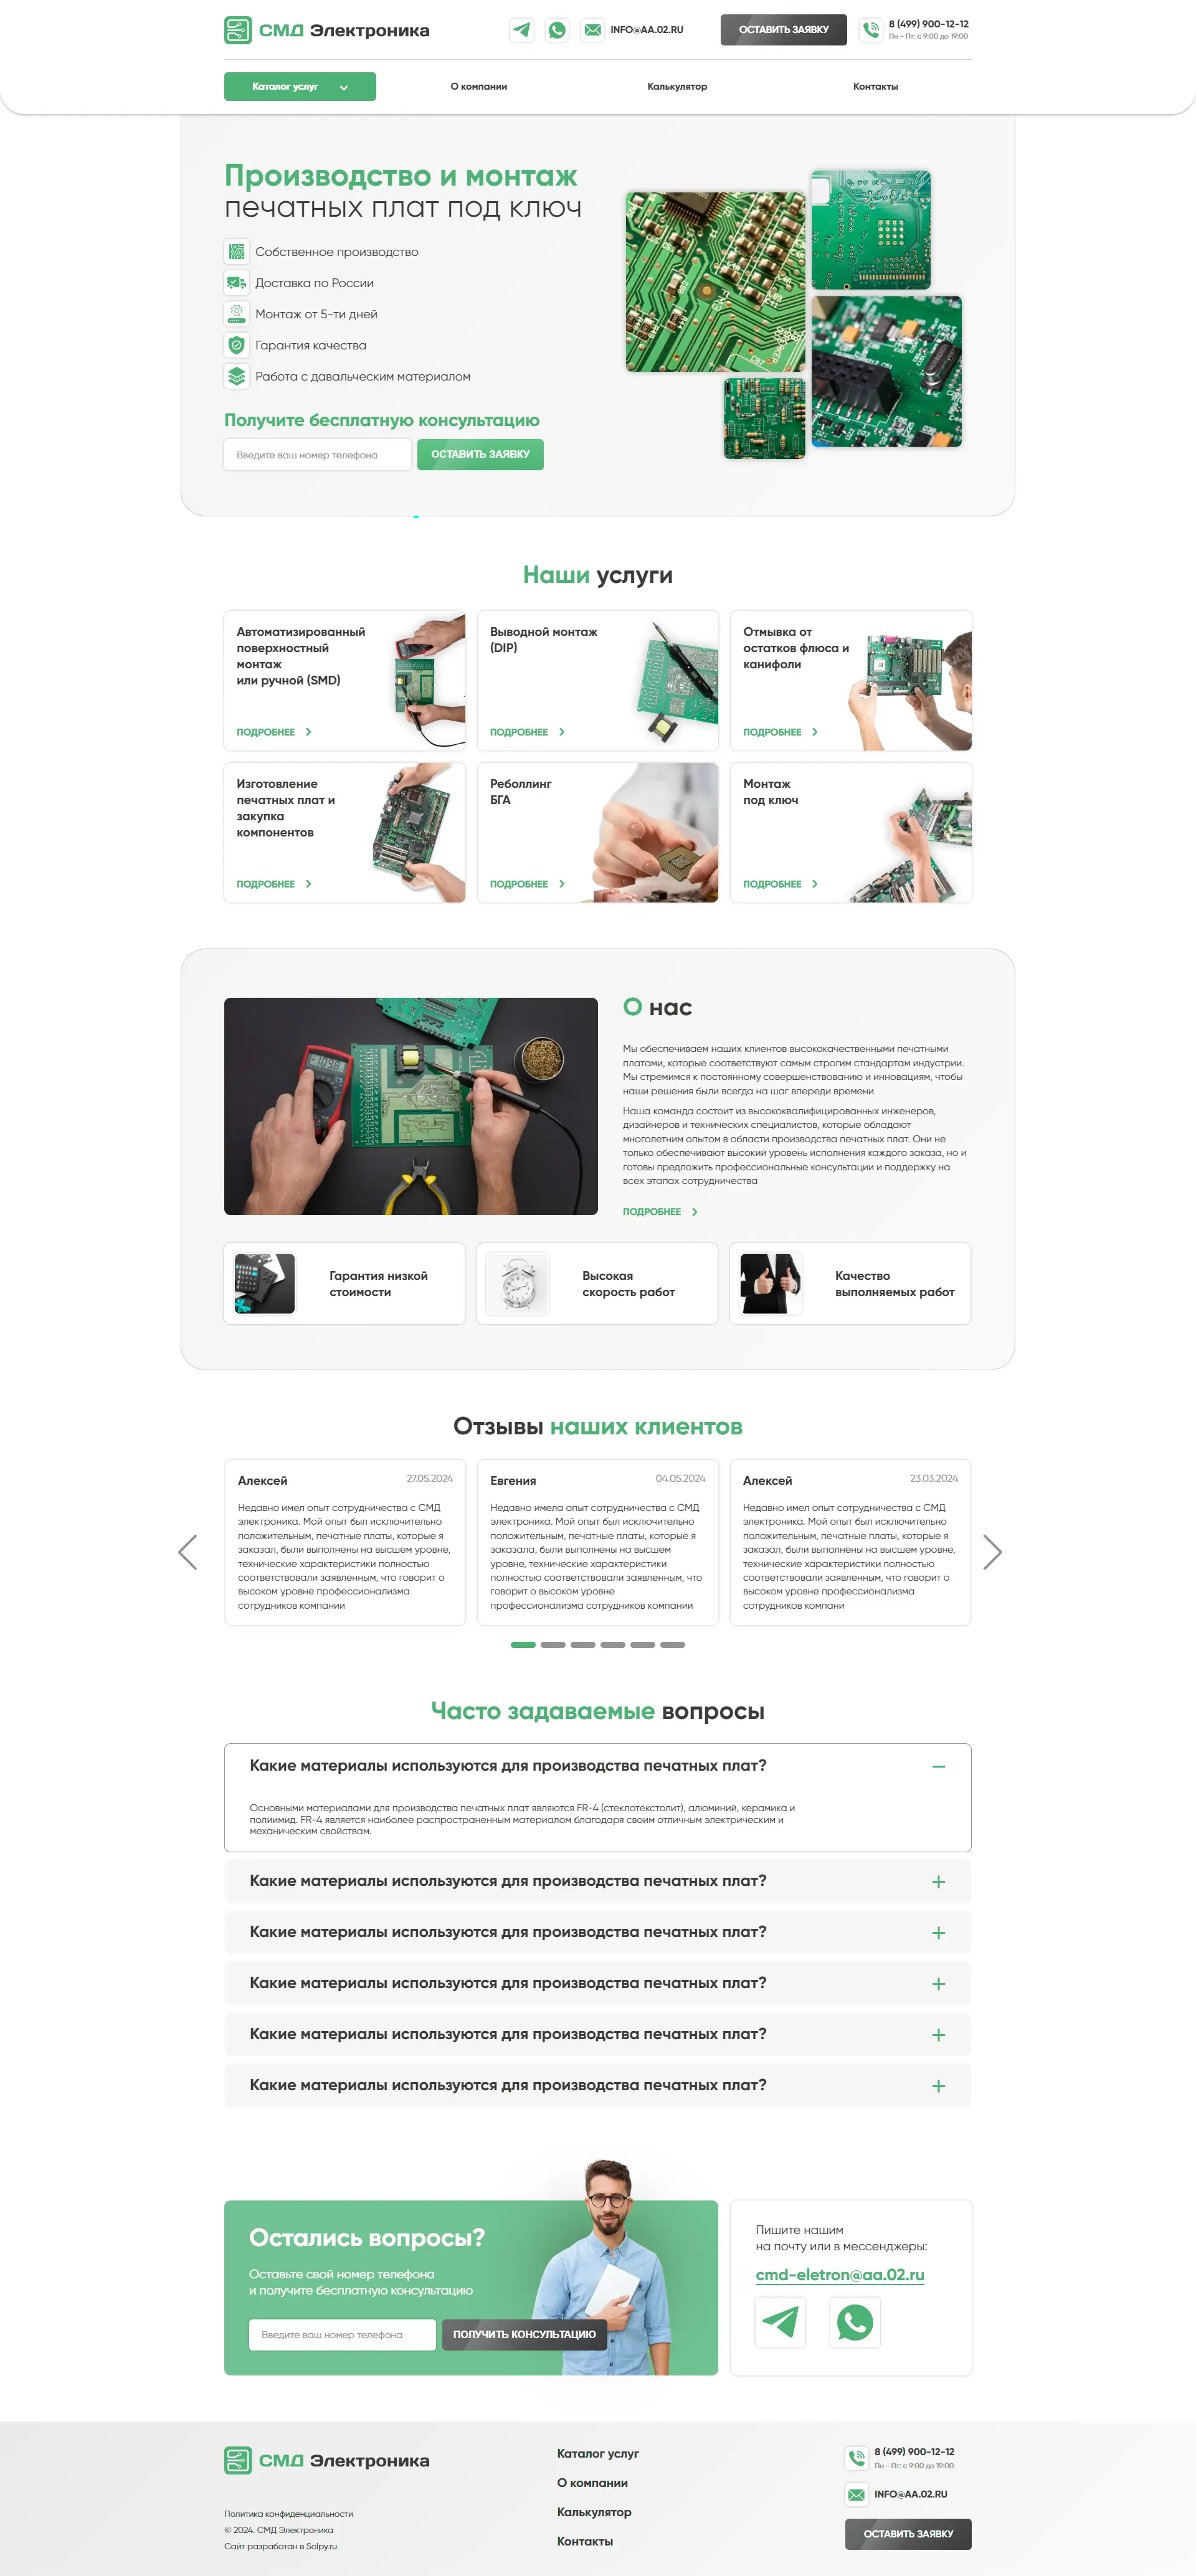 СМД Электроника
INFO@AA.02.RU
ОСТАВИТЬ ЗАЯВКУ
8 (499) 900-12-12
Пн - Пт: с 9:00 до 19:00
Каталог услуг
О компании
Калькулятор
Контакты
Производство и монтаж
печатных плат под ключ
Собственное производство
Доставка по России
Монтаж от 5-ти дней
Гарантия качества
Работа с давальческим материалом
Получите бесплатную консультацию
Введите ваш номер телефона
ОСТАВИТЬ ЗАЯВКУ
Наши услуги
Автоматизированный
поверхностный
монтаж
или ручной (SMD)
ПОДРОБНЕЕ
Выводной монтаж
(DIP)
ПОДРОБНЕЕ
Отмывка от
остатков флюса и
канифоли
ПОДРОБНЕЕ
Изготовление
печатных плат и
закупка
компонентов
ПОДРОБНЕЕ
Реболлинг
БГА
ПОДРОБНЕЕ
Монтаж
под ключ
ПОДРОБНЕЕ
О нас
Мы обеспечиваем наших клиентов высококачественными печатными
платами, которые соответствуют самым строгим стандартам индустрии.
Мы стремимся к постоянному совершенствованию и инновациям, чтобы
наши решения были всегда на шаг впереди времени
Наша команда состоит из высококвалифицированных инженеров,
дизайнеров и технических специалистов, которые обладают
многолетним опытом в области производства печатных плат. Они не
только обеспечивают высокий уровень исполнения каждого заказа, но и
готовы предложить профессиональные консультации и поддержку на
всех этапах сотрудничества
ПОДРОБНЕЕ
Гарантия низкой
стоимости
Высокая
скорость работ
Качество
выполняемых работ
Отзывы наших клиентов
Алексей
27.05.2024
Недавно имел опыт сотрудничества с СМД
электроника. Мой опыт был исключительно
положительным, печатные платы, которые я
заказал, были выполнены на высшем уровне,
технические характеристики полностью
соответствовали заявленным, что говорит о
высоком уровне профессионализма
сотрудников компании
Евгения
04.05.2024
Недавно имела опыт сотрудничества с СМД
электроника. Мой опыт был исключительно
положительным, печатные платы, которые я
заказала, были выполнены на высшем
уровне, технические характеристики
полностью соответствовали заявленным, что
говорит о высоком уровне
профессионализма сотрудников компании
Алексей
23.03.2024
Недавно имел опыт сотрудничества с СМД
электроника. Мой опыт был исключительно
положительным, печатные платы, которые я
заказал, были выполнены на высшем уровне,
технические характеристики полностью
соответствовали заявленным, что говорит о
высоком уровне профессионализма
сотрудников компани
Часто задаваемые вопросы
Какие материалы используются для производства печатных плат?
Основными материалами для производства печатных плат являются FR-4 (стеклотекстолит), алюминий, керамика и
полиимид. FR-4 является наиболее распространенным материалом благодаря своим отличным электрическим и
механическим свойствам.
Какие материалы используются для производства печатных плат?
Какие материалы используются для производства печатных плат?
Какие материалы используются для производства печатных плат?
Какие материалы используются для производства печатных плат?
Какие материалы используются для производства печатных плат?
Остались вопросы?
Оставьте свой номер телефона
и получите бесплатную консультацию
Введите ваш номер телефона
ПОЛУЧИТЬ КОНСУЛЬТАЦИЮ
Пишите нашим
на почту или в мессенджеры:
cmd-eletron@aa.02.ru
СМД Электроника
Политика конфиденциальности
© 2024. СМД Электроника
Сайт разработан в Solpy.ru
Каталог услуг
О компании
Калькулятор
Контакты
8 (499) 900-12-12
Пн - Пт: с 9:00 до 19:00
INFO@AA.02.RU
ОСТАВИТЬ ЗАЯВКУ